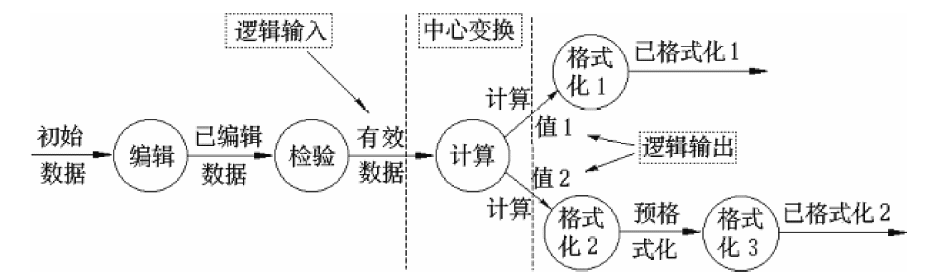 逻辑输入
中心变换
初始
数据
编辑
已编辑
数据
检验
有效
数据
计算
计算
值1
格式
化1
已格式化1
逻辑输出
计算
值2
格式
化2
预格
式化
格式
化3
已格式化2